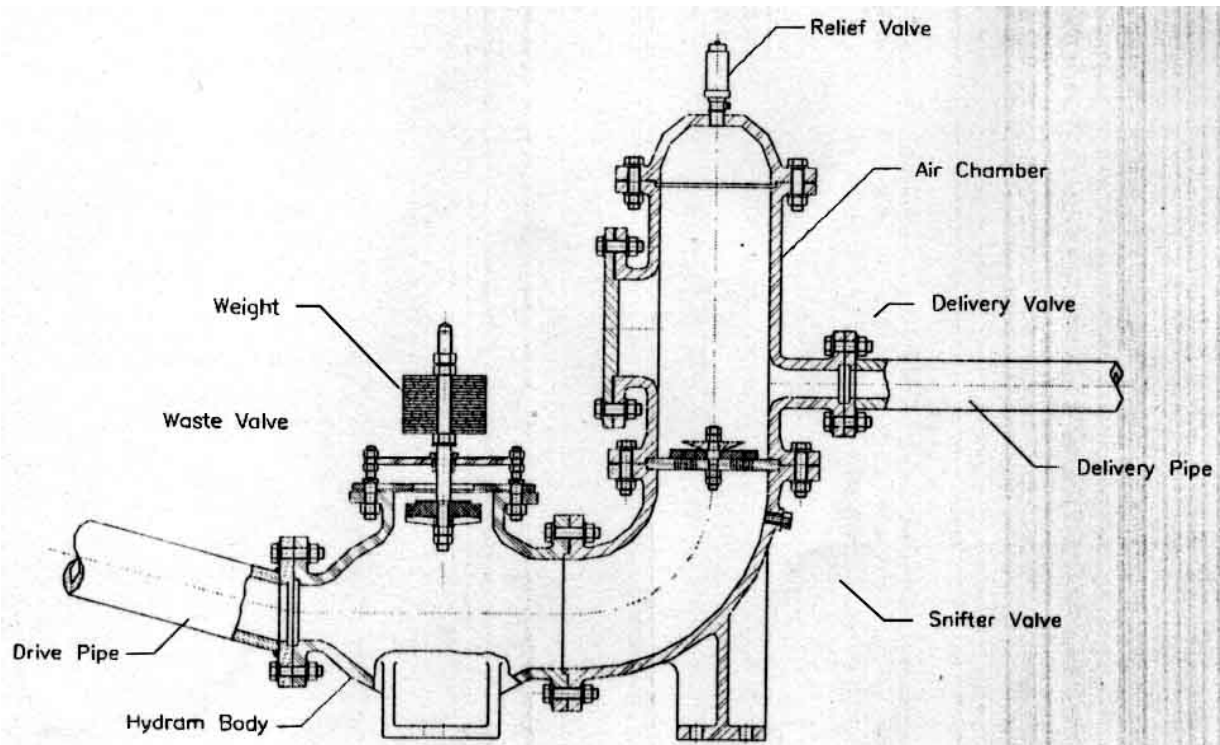 Relief Valve
Air Chamber
Weight
Delivery Valve
Waste Valve
Delivery Pipe
Snifter Valve
Drive Pipe
Hydram Body